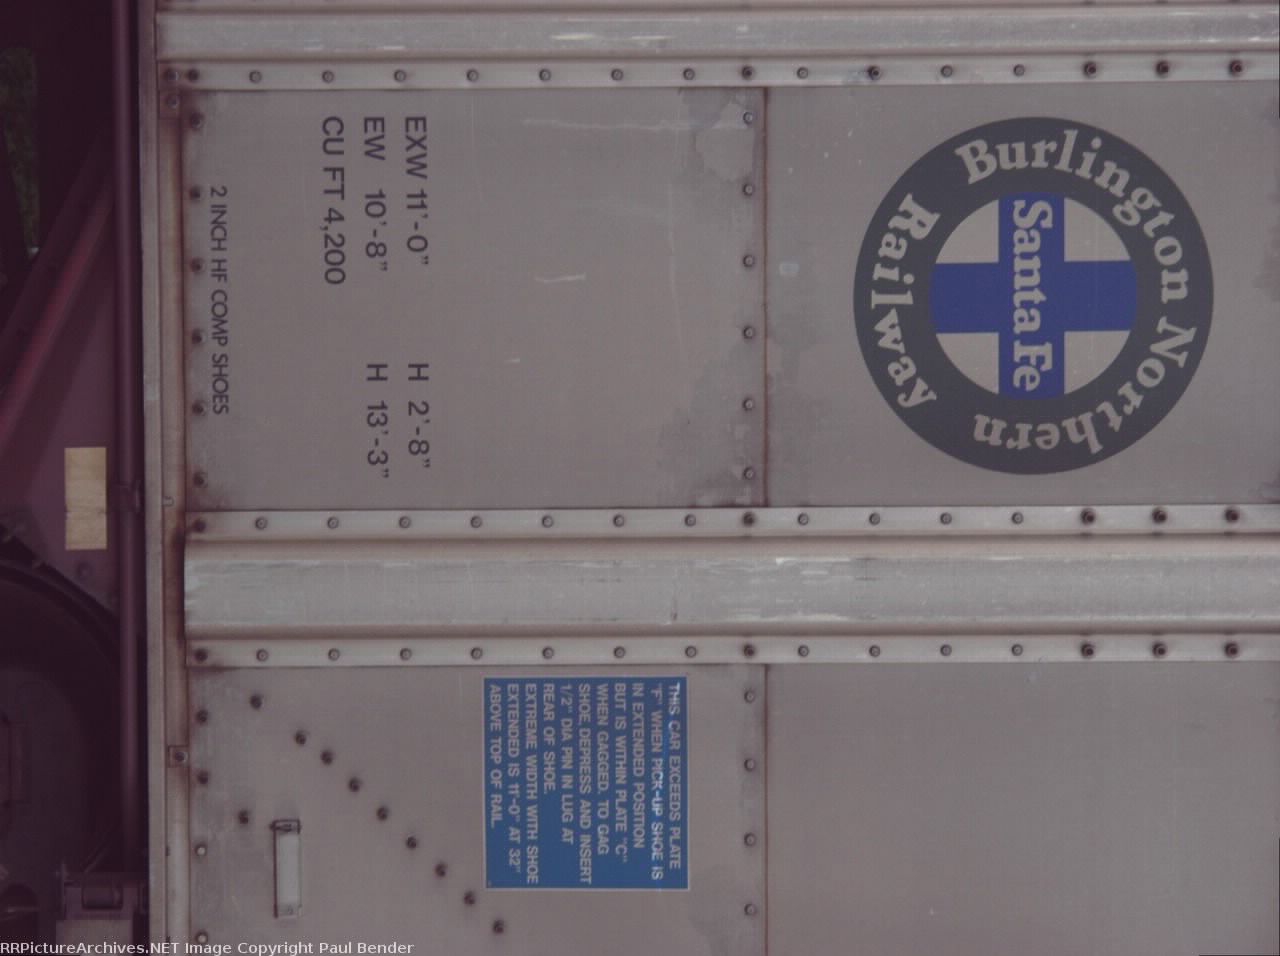 EXW 11'-0" H 2'-8"
EW 10'-8" H 13'-3"
CU FT 4,200
2 INCH HF COMP SHOES
Burlington Northern
Santa Fe
Railway
THIS CAR EXCEEDS PLATE
"F" WHEN PICK-UP SHOE IS
IN EXTENDED POSITION
BUT IS WITHIN PLATE "C"
WHEN GAGGED. TO GAG
SHOE, DEPRESS AND INSERT
1/2" DIA PIN IN LUG AT
REAR OF SHOE.
EXTREME WIDTH WITH SHOE
EXTENDED IS 11'-0" AT 32"
ABOVE TOP OF RAIL.
RRPictureArchives.NET Image Copyright Paul Bender